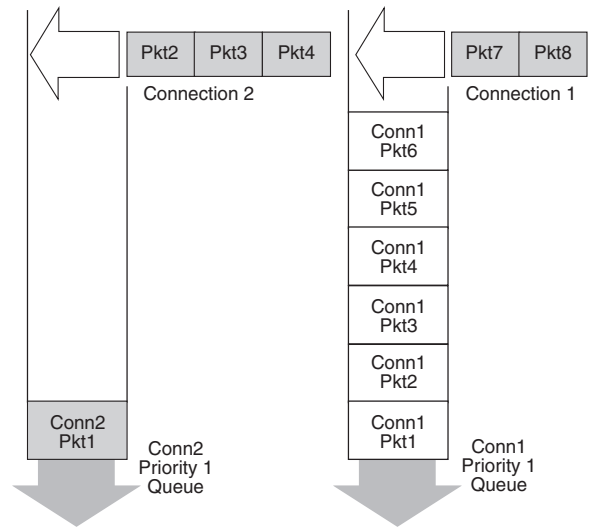 Pkt2 Pkt3 Pkt4
Connection 2
Pkt7 Pkt8
Connection 1
Conn1
Pkt6
Conn1
Pkt5
Conn1
Pkt4
Conn1
Pkt3
Conn1
Pkt2
Conn2
Pkt1
Conn2
Priority 1
Queue
Conn1
Pkt1
Conn1
Priority 1
Queue